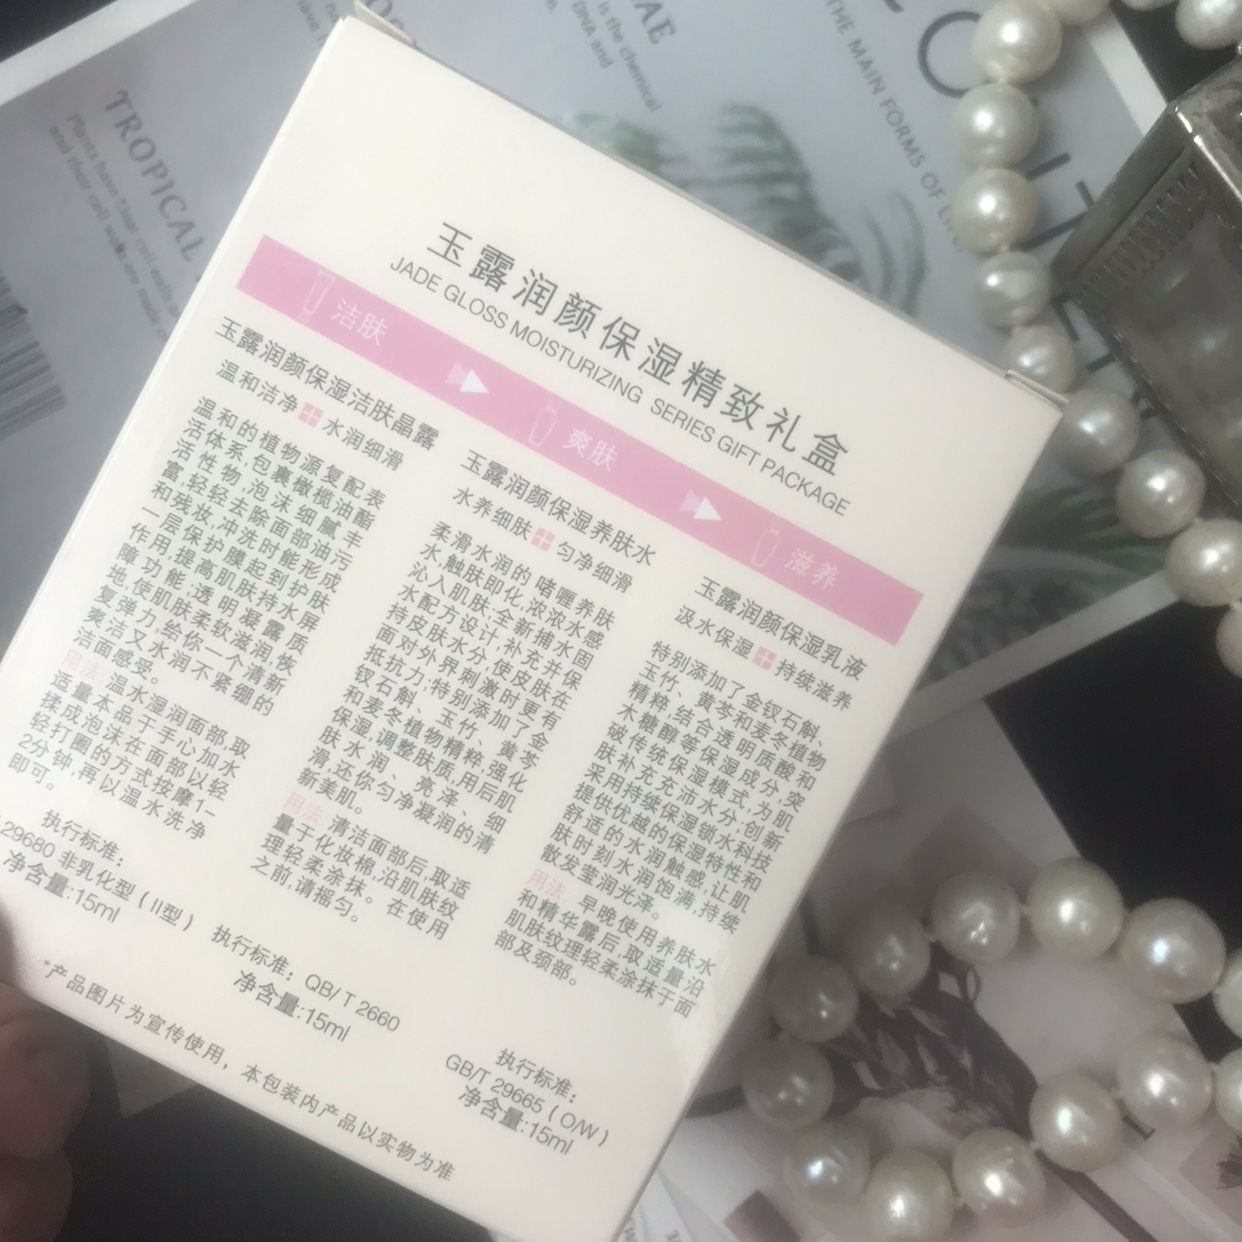 玉露润颜保湿精致礼盒
JADE GLOSS MOISTURIZING SERIES GIFT PACKAGE
洁肤
爽肤
滋养
玉露润颜保湿洁肤晶露
温和洁净 水润细滑
温和的植物源复配表
活体系,包裹橄榄油酯
活性物,泡沫细腻丰
富,轻轻去除面部油污
和残妆,冲洗时能形成
一层保护膜起到护肤
作用,提高肌肤持水屏
障功能;透明凝露质
地,使肌肤柔软滋润,恢
复弹力,给你一个清新
爽洁又水润不紧绷的
洁面感受。
用法: 温水湿润面部,取
适量本品于手心加水
揉成泡沫在面部以轻
轻打圈的方式按摩1-
2分钟,再以温水洗净
即可。
执行标准:
29680 非乳化型 (II型)
净含量:15ml
玉露润颜保湿养肤水
水养细肤 匀净细滑
柔滑水润的 啫喱养肤
水,触肤即化,浓浓水感
沁入肌肤;全新捕水固
水配方设计,补充并保
持皮肤水分,使皮肤在
面对外界刺激时更有
抵抗力;特别添加了金
钗石斛、玉竹、黄芩
和麦冬植物精粹,强化
保湿,调整肤质,用后肌
肤水润、亮泽、细
滑,还你匀净凝润的清
新美肌。
用法: 清洁面部后,取适
量于化妆棉,沿肌肤纹
理轻柔涂抹。在使用
之前,请摇匀。
执行标准: QB/T 2660
净含量:15ml
玉露润颜保湿乳液
汲水保湿 持续滋养
特别添加了金钗石斛、
玉竹、黄芩和麦冬植物
精粹,结合透明质酸和
木糖醇等保湿成分,突
破传统保湿模式,为肌
肤补充充沛水分;创新
采用持续保湿锁水科技
提供优越的保湿特性和
舒适的水润触感,让肌
肤时刻水润饱满,持续
散发莹润光泽。
用法: 早晚使用养肤水
和精华露后,取适量沿
肌肤纹理轻柔涂抹于面
部及颈部。
执行标准:
GB/T 29665 (O/W)
净含量:15ml
*产品图片为宣传使用，本包装内产品以实物为准
TROPICAL
THE MAIN FORMS OF LIFE
is the chemical
DNA and